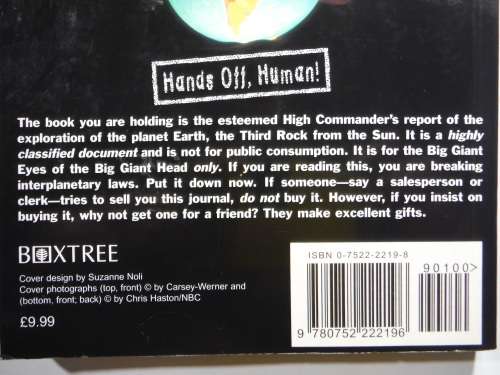 Hands Off, Human!
The book you are holding is the esteemed High Commander's report of the
exploration of the planet Earth, the Third Rock from the Sun. It is a highly
classified document and is not for public consumption. It is for the Big Giant
Eyes of the Big Giant Head only. If you are reading this, you are breaking
interplanetary laws. Put it down now. If someone—say a salesperson or
clerk—tries to sell you this journal, do not buy it. However, if you insist on
buying it, why not get one for a friend? They make excellent gifts.
BOXTREE
Cover design by Suzanne Noli
Cover photographs (top, front) © by Carsey-Werner and
(bottom, front; back) © by Chris Haston/NBC
£9.99
ISBN 0-7522-2219-8
90100>
9 780752 222196